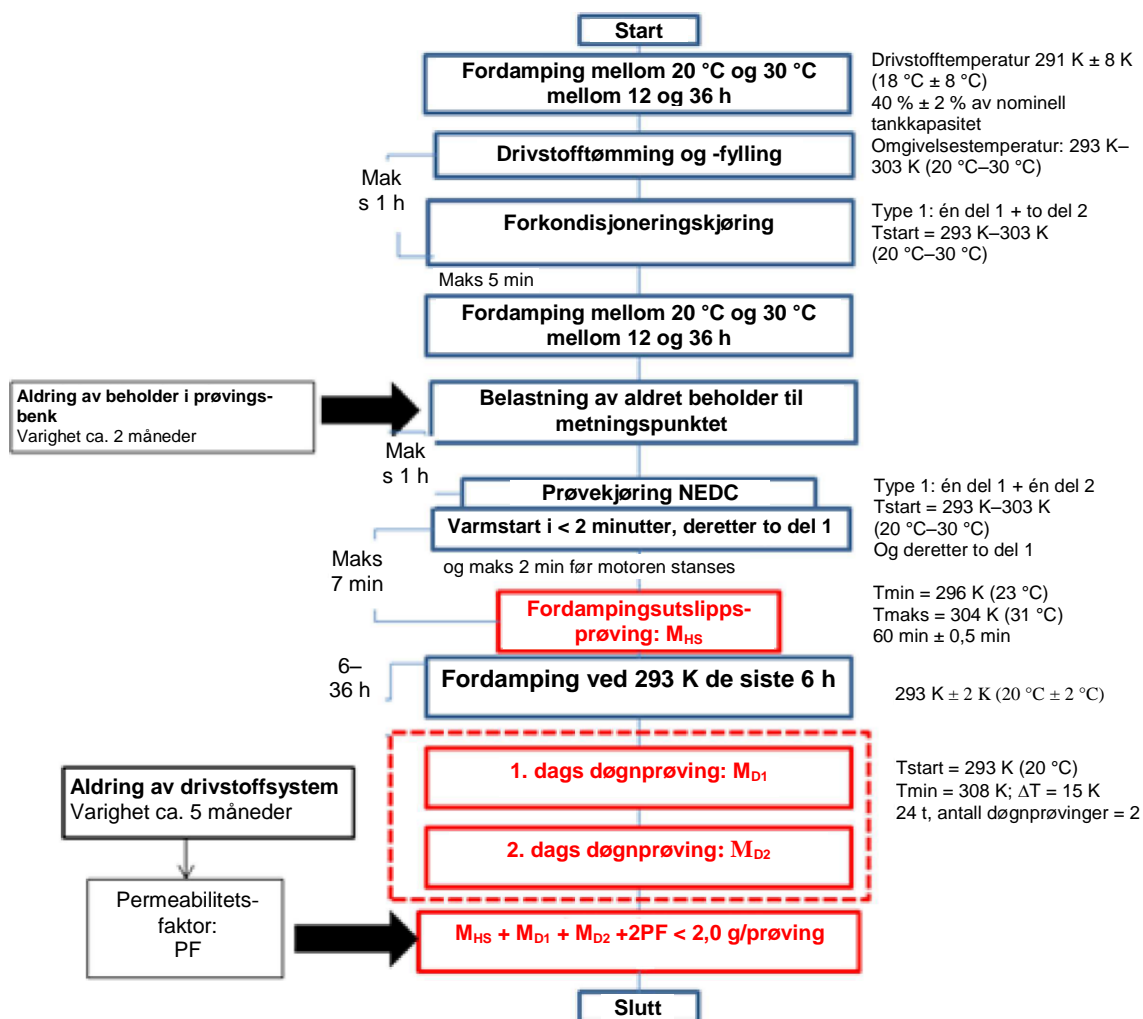 Start
Fordamping mellom 20 °C og 30 °C
mellom 12 og 36 h
Drivstofftemperatur 291 K ± 8 K
(18 °C ± 8 °C)
40 % ± 2 % av nominell
tankkapasitet
Omgivelsestemperatur: 293 K–
303 K (20 °C–30 °C)
Drivstofftømming og -fylling
Mak
s 1 h
Forkondisjoneringskjøring
Type 1: én del 1 + to del 2
Tstart = 293 K–303 K
(20 °C–30 °C)
Maks 5 min
Fordamping mellom 20 °C og 30 °C
mellom 12 og 36 h
Aldring av beholder i prøvings-
benk
Varighet ca. 2 måneder
Belastning av aldret beholder til
metningspunktet
Mak
s 1 h
Prøvekjøring NEDC
Type 1: én del 1 + én del 2
Tstart = 293 K–303 K
(20 °C–30 °C)
Og deretter to del 1
Varmstart i < 2 minutter, deretter to del 1
Maks
7 min
og maks 2 min før motoren stanses
Fordampingsutslipps-
prøving: MHS
Tmin = 296 K (23 °C)
Tmaks = 304 K (31 °C)
60 min ± 0,5 min
6–
36 h
Fordamping ved 293 K de siste 6 h
293 K ± 2 K (20 °C ± 2 °C)
1. dags døgnprøving: MD1
Tstart = 293 K (20 °C)
Tmin = 308 K; ΔT = 15 K
24 t, antall døgnprøvinger = 2
Aldring av drivstoffsystem
Varighet ca. 5 måneder
2. dags døgnprøving: MD2
Permeabilitets-
faktor:
PF
MHS + MD1 + MD2 +2PF < 2,0 g/prøving
Slutt